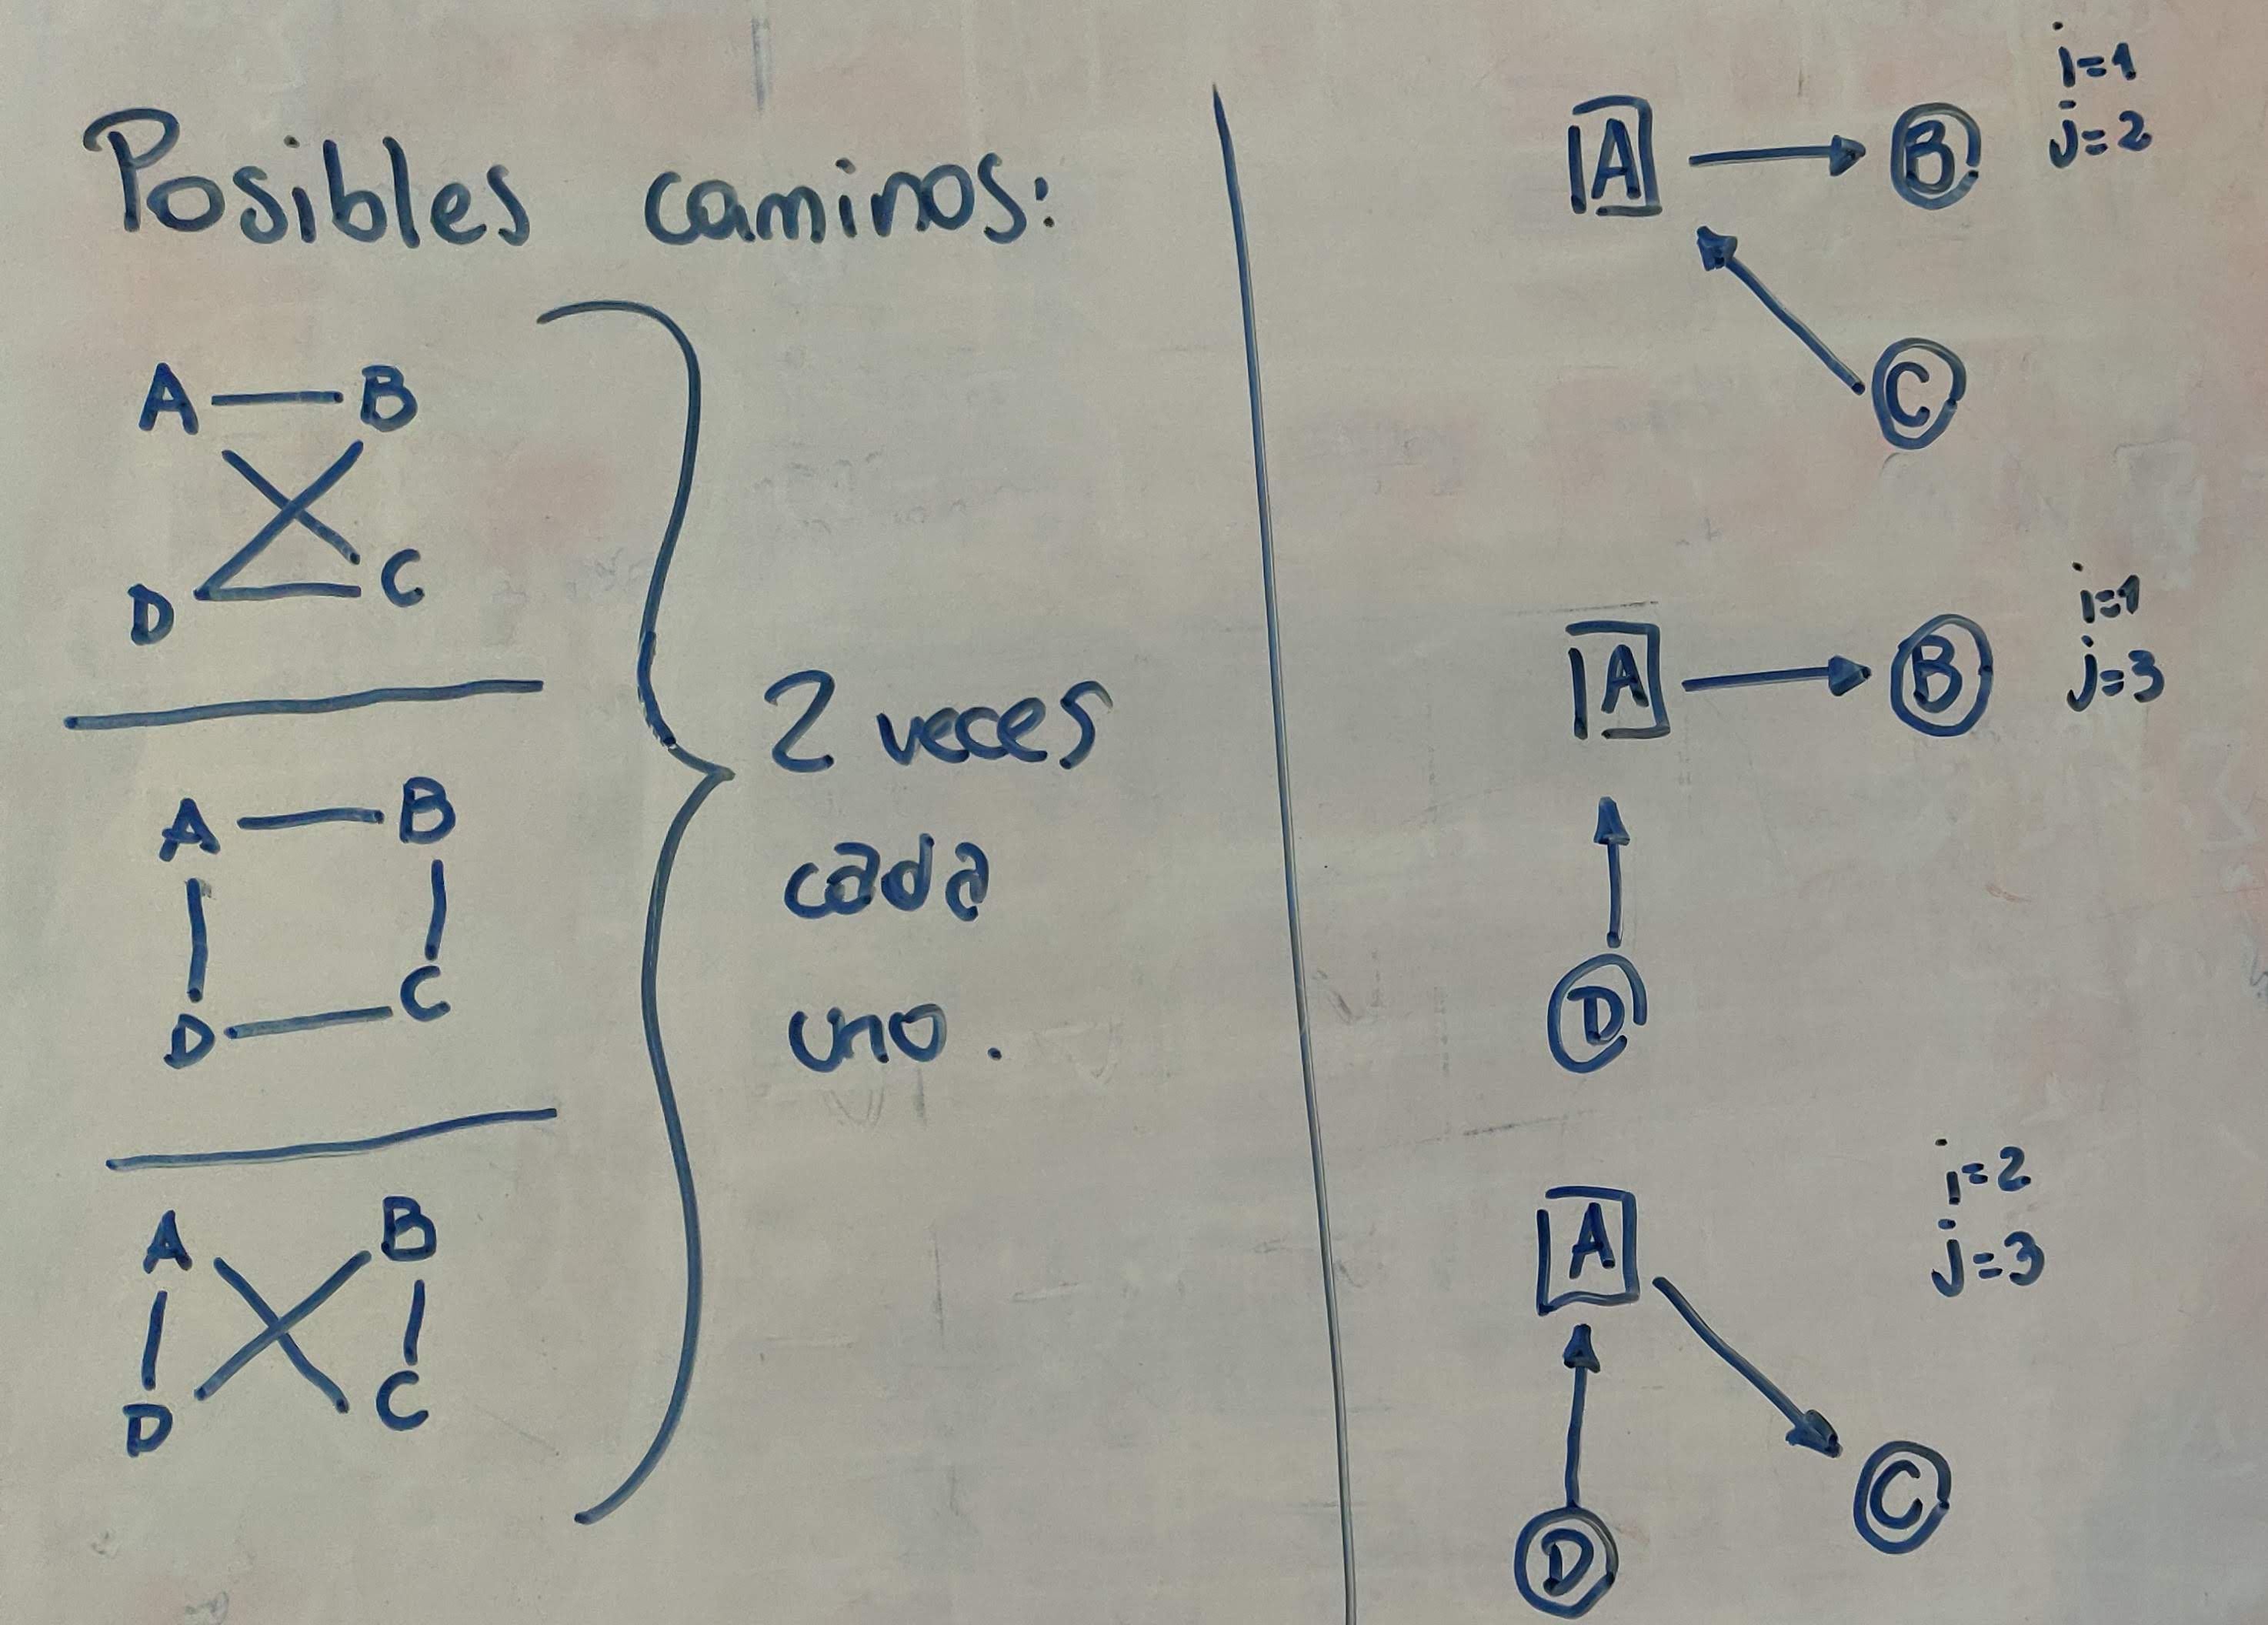 Posibles caminos:
A B
D C
A B
D C
A B
D C
2 veces
cada
uno.
A B i=1
j=2
C
A B i=1
j=3
D
A i=2
j=3
D C